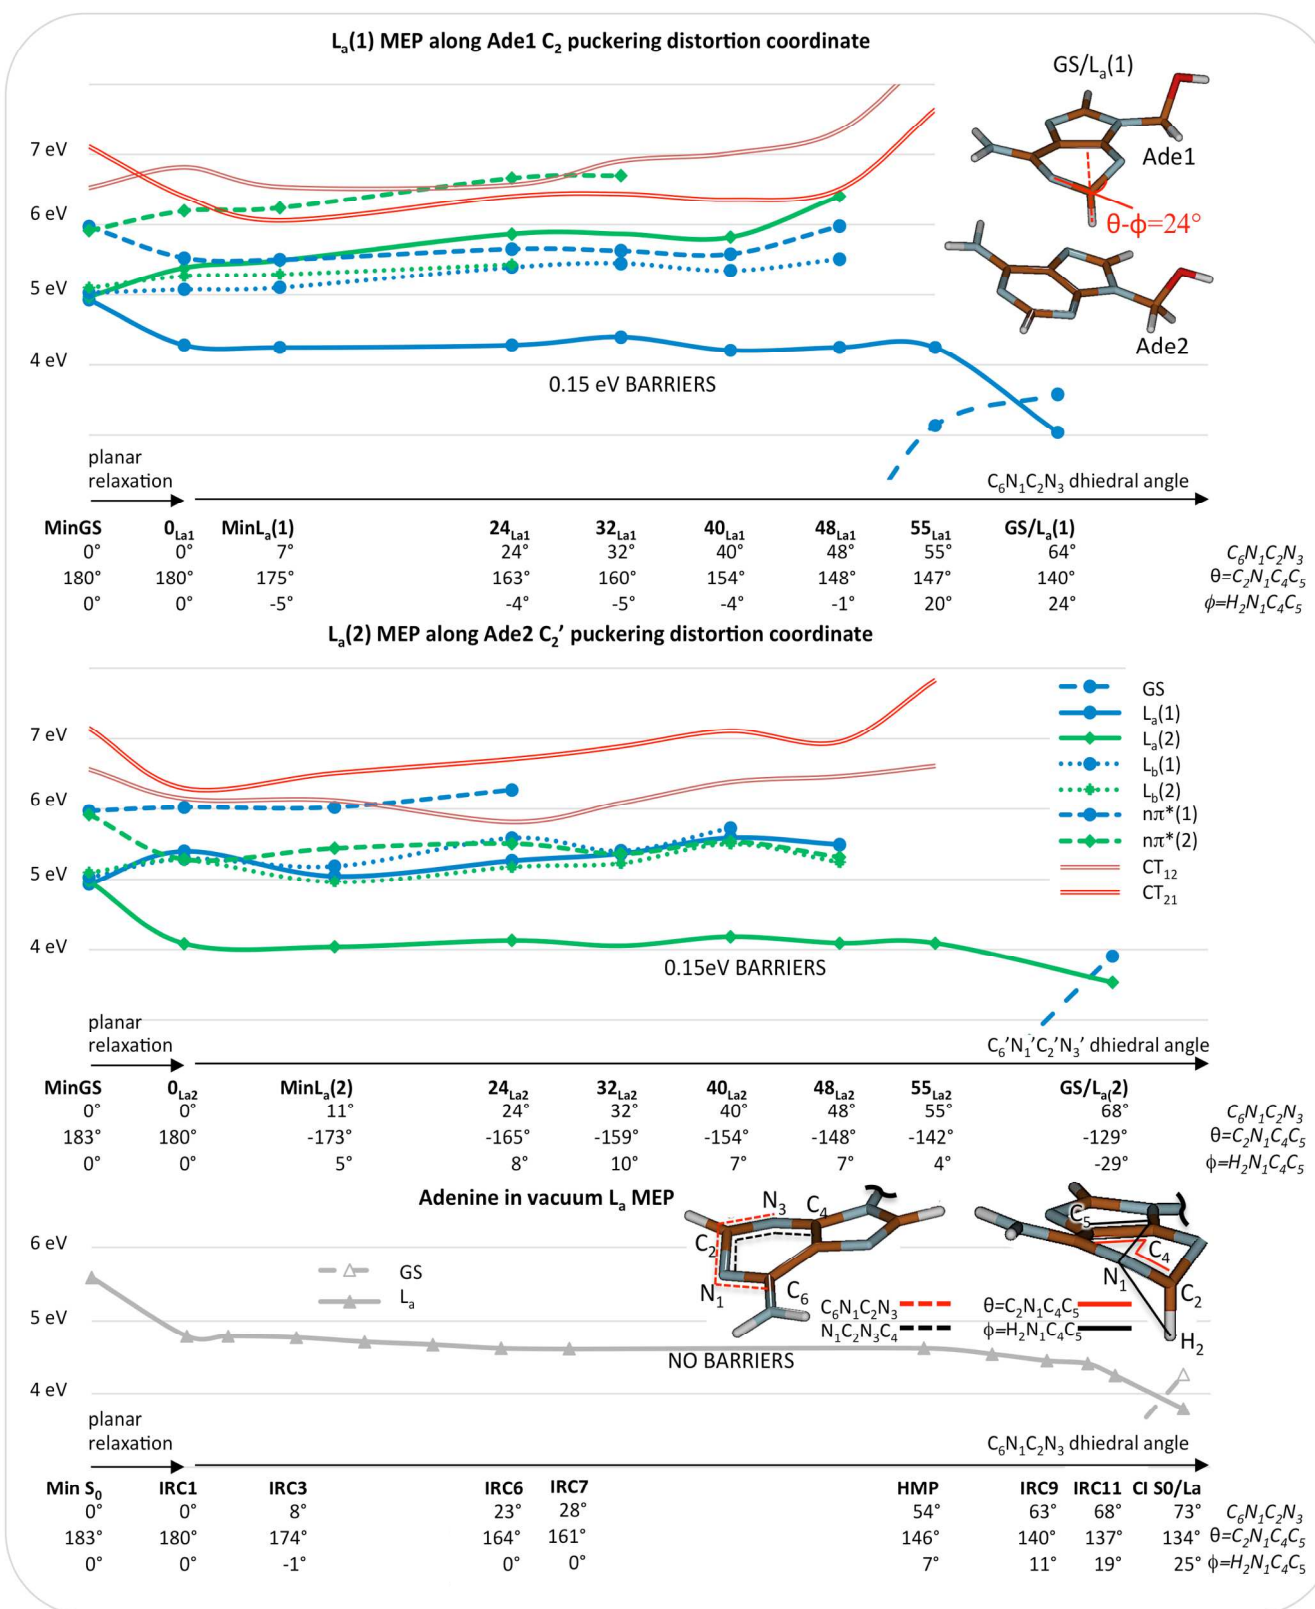 Lₐ(1) MEP along Ade1 C₂ puckering distortion coordinate
GS/Lₐ(1)
7 eV
Ade1
6 eV
θ-ϕ=24°
5 eV
Ade2
4 eV
0.15 eV BARRIERS
planar
relaxation
C₆N₁C₂N₃ dhiedral angle
MinGS 0La1 MinLₐ(1) 24La1 32La1 40La1 48La1 55La1 GS/Lₐ(1)
0° 0° 7° 24° 32° 40° 48° 55° 64° C₆N₁C₂N₃
180° 180° 175° 163° 160° 154° 148° 147° 140° θ=C₂N₁C₄C₅
0° 0° -5° -4° -5° -4° -1° 20° 24° ϕ=H₂N₁C₄C₅
Lₐ(2) MEP along Ade2 C₂’ puckering distortion coordinate
GS
Lₐ(1)
7 eV
Lₐ(2)
L_b(1)
L_b(2)
6 eV
nπ*(1)
nπ*(2)
CT₁₂
5 eV
CT₂₁
4 eV
0.15eV BARRIERS
planar
relaxation
C₆’N₁’C₂’N₃’ dhiedral angle
MinGS 0La2 MinLₐ(2) 24La2 32La2 40La2 48La2 55La2 GS/Lₐ₍2)
0° 0° 11° 24° 32° 40° 48° 55° 68° C₆N₁C₂N₃
183° 180° -173° -165° -159° -154° -148° -142° -129° θ=C₂N₁C₄C₅
0° 0° 5° 8° 10° 7° 7° 4° -29° ϕ=H₂N₁C₄C₅
Adenine in vacuum Lₐ MEP
N₃ C₄ C₅
6 eV
C₂ C₄
GS
N₁ C₂
Lₐ
N₁ C₆
C₆N₁C₂N₃ θ=C₂N₁C₄C₅
5 eV
N₁C₂N₃C₄ ϕ=H₂N₁C₄C₅
H₂
NO BARRIERS
4 eV
planar
relaxation
C₆N₁C₂N₃ dhiedral angle
Min S₀ IRC1 IRC3 IRC6 IRC7 HMP IRC9 IRC11 CI S0/La
0° 0° 8° 23° 28° 54° 63° 68° 73° C₆N₁C₂N₃
183° 180° 174° 164° 161° 146° 140° 137° 134° θ=C₂N₁C₄C₅
0° 0° -1° 0° 0° 7° 11° 19° 25° ϕ=H₂N₁C₄C₅